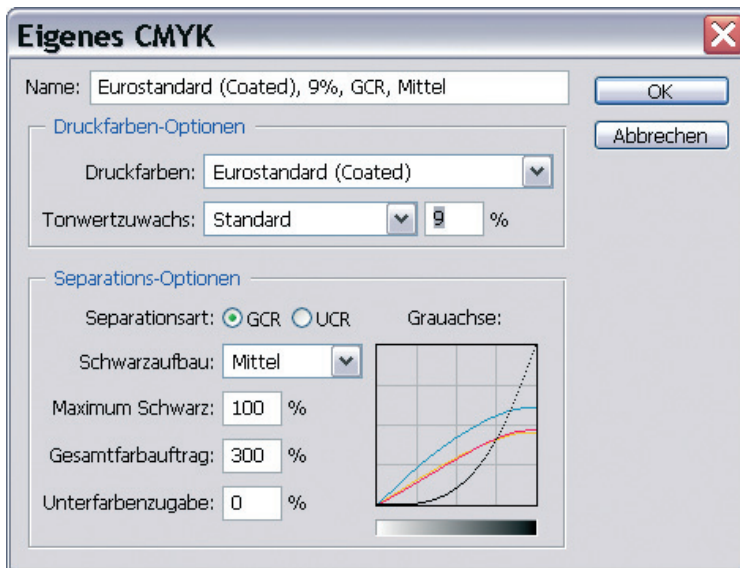 Eigenes CMYK
Name: Eurostandard (Coated), 9%, GCR, Mittel
OK
Druckfarben-Optionen
Abbrechen
Druckfarben: Eurostandard (Coated)
Tonwertzuwachs: Standard 9 %
Separations-Optionen
Separationsart: GCR UCR Grauachse:
Schwarzaufbau: Mittel
Maximum Schwarz: 100 %
Gesamtfarbauftrag: 300 %
Unterfarbenzugabe: 0 %